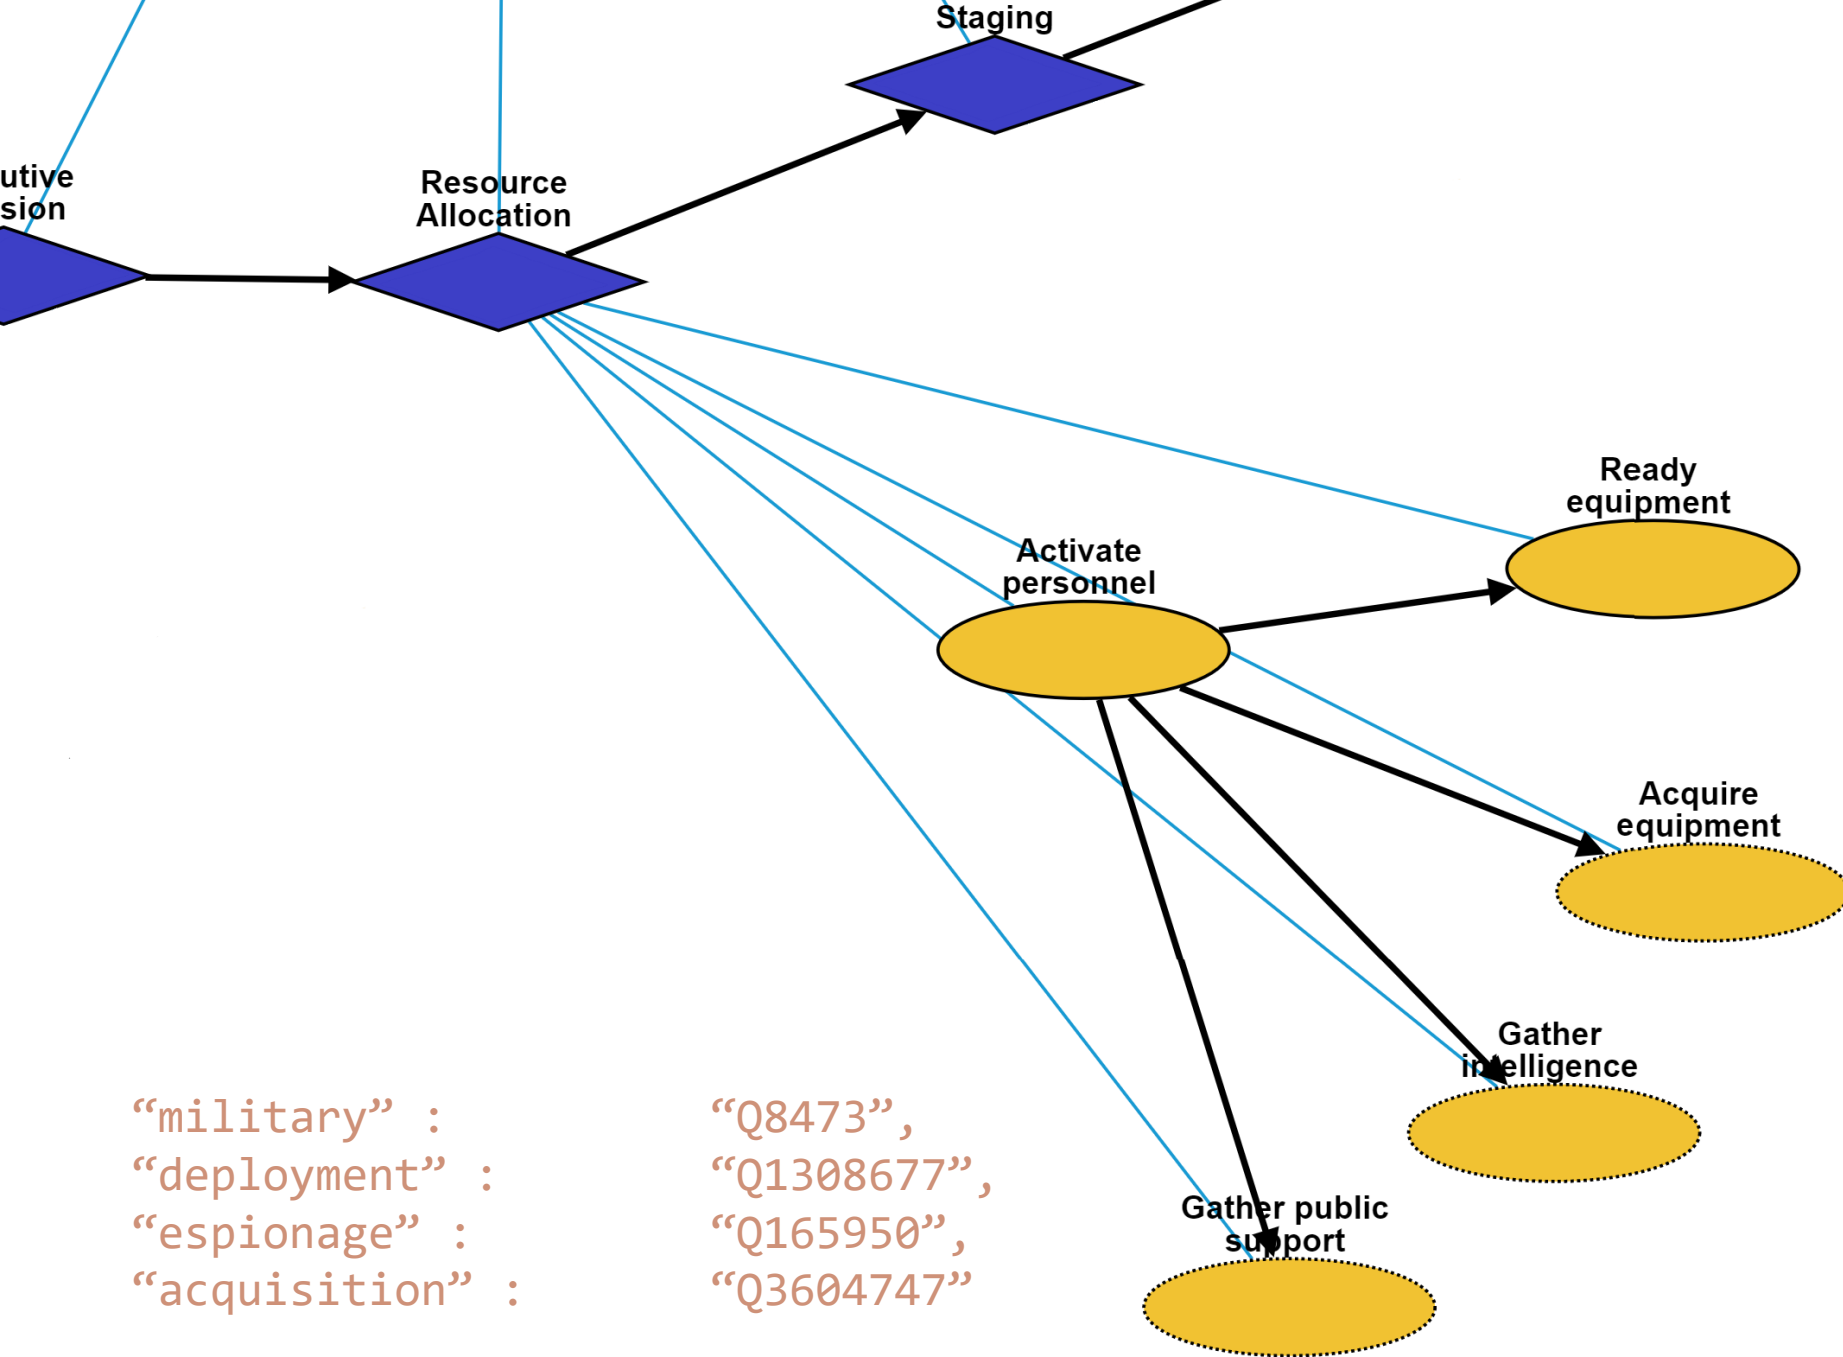 Staging
utive
sion
Resource
Allocation
Ready
equipment
Activate
personnel
Acquire
equipment
Gather
intelligence
Gather public
support
“military” : “Q8473”,
“deployment” : “Q1308677”,
“espionage” : “Q165950”,
“acquisition” : “Q3604747”